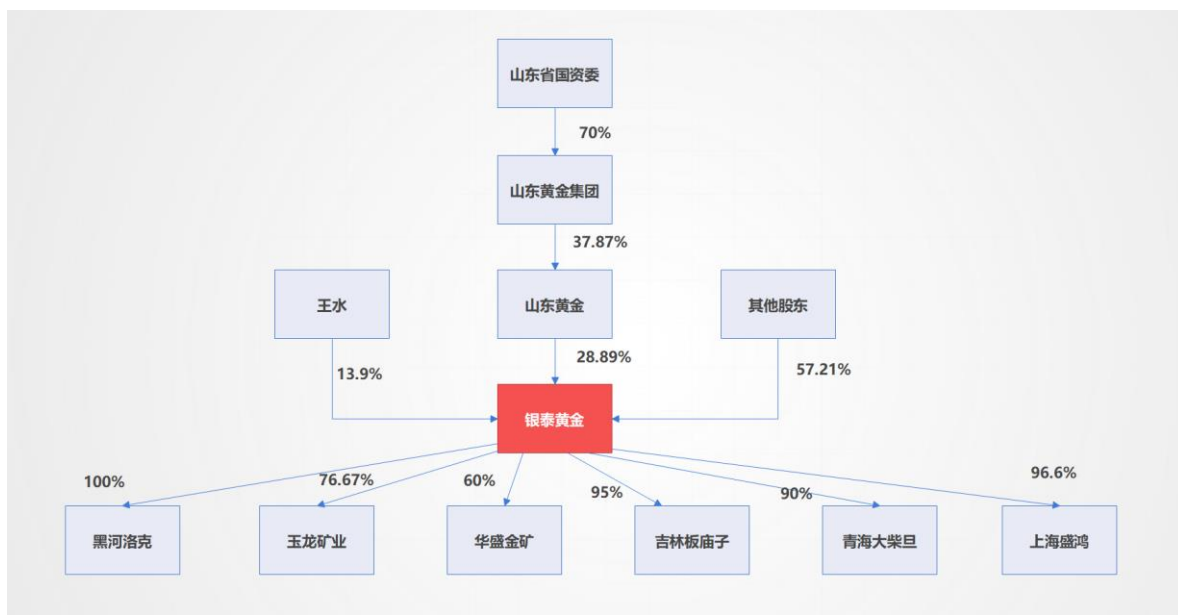 山东省国资委
70%
山东黄金集团
37.87%
王水
山东黄金
其他股东
13.9%
28.89%
57.21%
银泰黄金
100%
76.67%
60%
95%
90%
96.6%
黑河洛克
玉龙矿业
华盛金矿
吉林板庙子
青海大柴旦
上海盛鸿